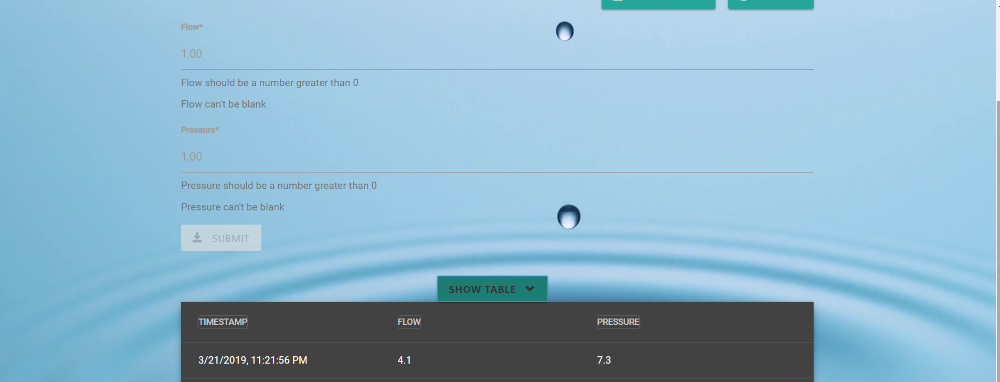 Flow*
1.00
Flow should be a number greater than 0
Flow can't be blank
Pressure*
1.00
Pressure should be a number greater than 0
Pressure can't be blank
SUBMIT
SHOW TABLE
TIMESTAMP FLOW PRESSURE
3/21/2019, 11:21:56 PM 4.1 7.3